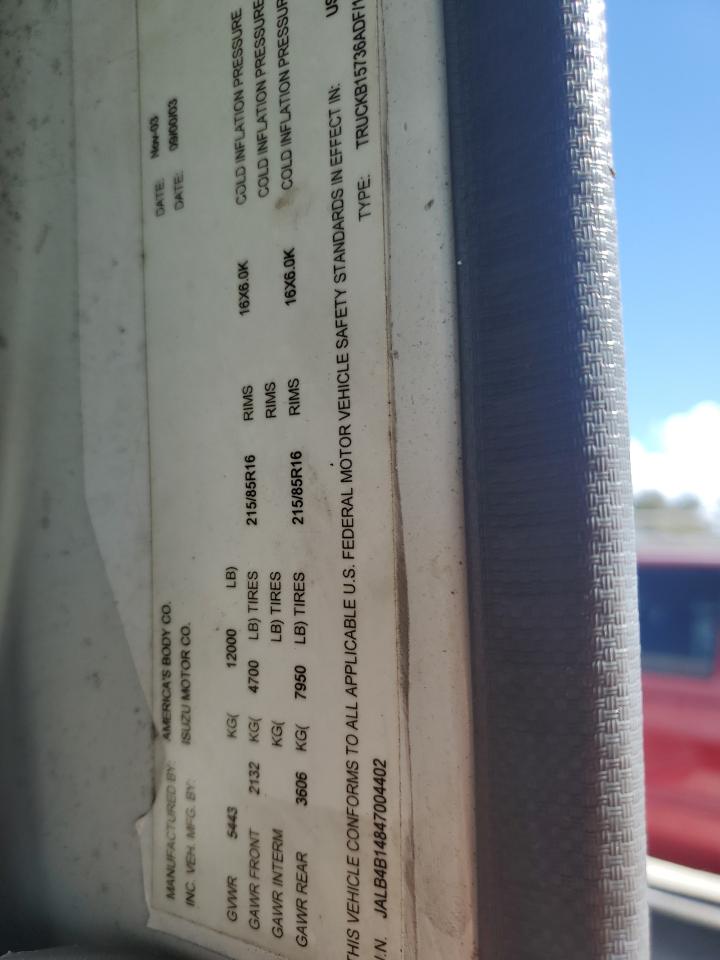 MANUFACTURED BY: AMERICA'S BODY CO. DATE: Nov-03
INC. VEH. MFG. BY: ISUZU MOTOR CO. DATE: 09/00/03
GVWR 5443 KG( 12000 LB)
GAWR FRONT 2132 KG( 4700 LB) TIRES 215/85R16 RIMS 16X6.0K COLD INFLATION PRESSURE
GAWR INTERM KG( LB) TIRES RIMS COLD INFLATION PRESSURE
GAWR REAR 3606 KG( 7950 LB) TIRES 215/85R16 RIMS 16X6.0K COLD INFLATION PRESSUR
THIS VEHICLE CONFORMS TO ALL APPLICABLE U.S. FEDERAL MOTOR VEHICLE SAFETY STANDARDS IN EFFECT IN: US
I.N. JALB4B14847004402 TYPE: TRUCKB15736ADF/